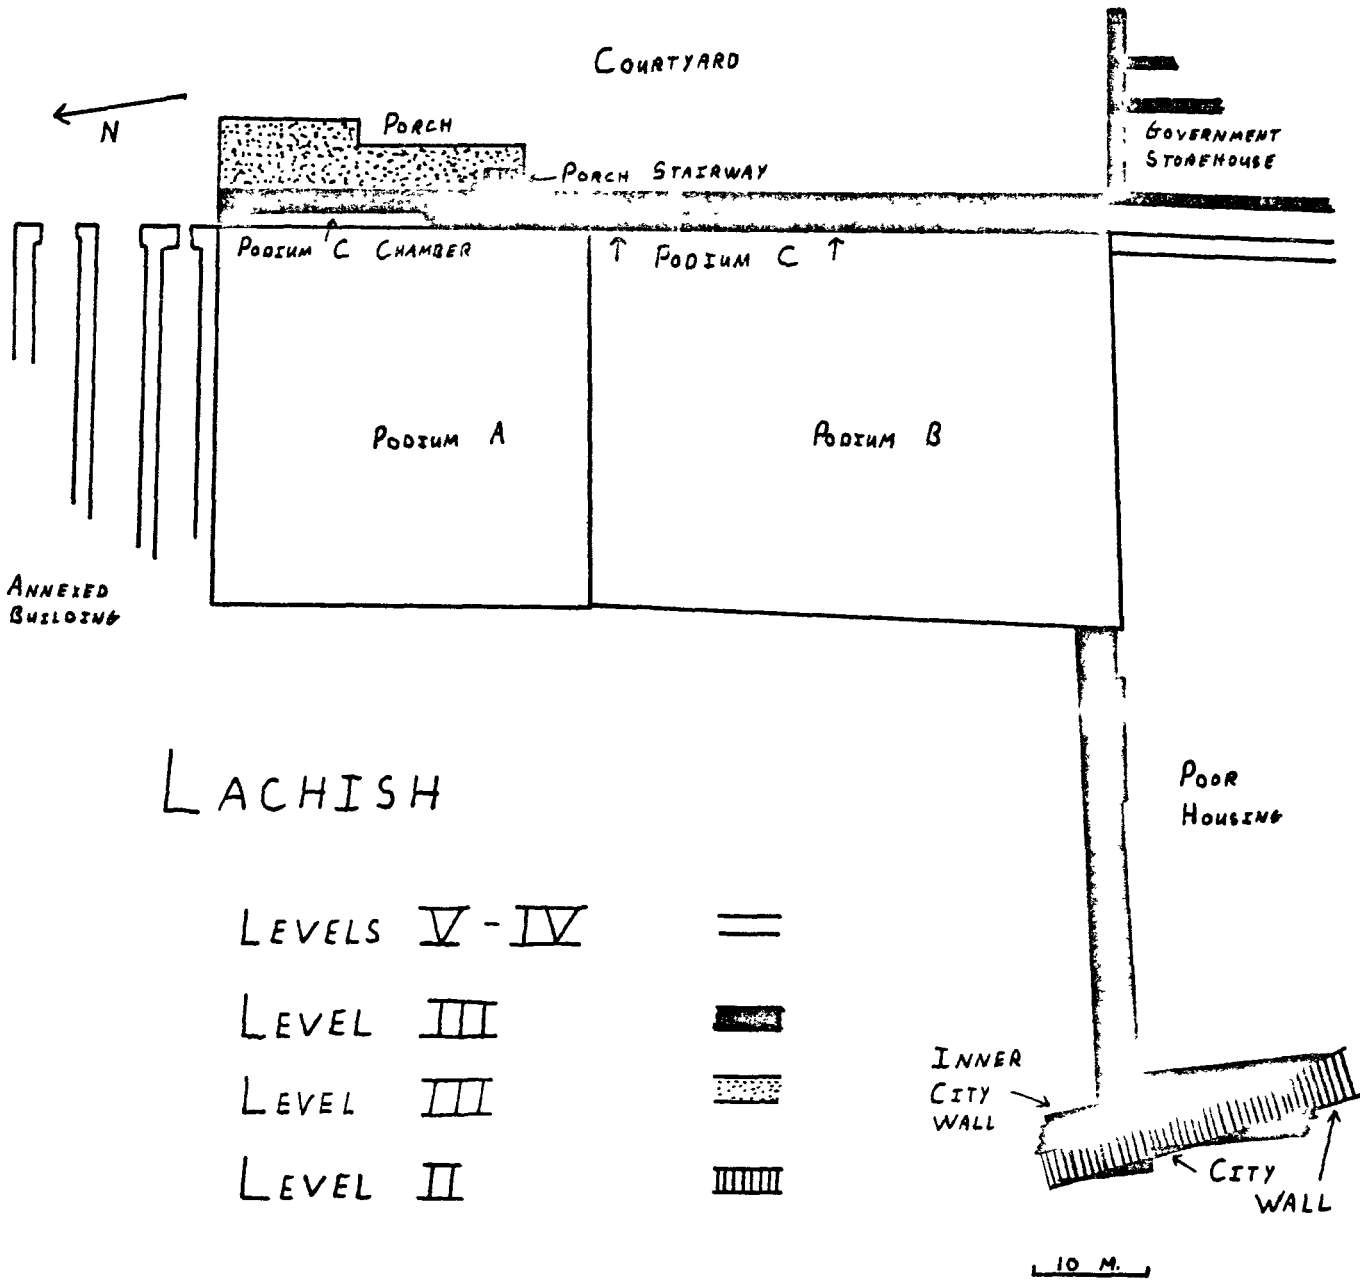 COURTYARD
N
PORCH
PORCH STAIRWAY
GOVERNMENT
STOREHOUSE
PODIUM C CHAMBER
PODIUM C
PODIUM A
PODIUM B
ANNEXED
BUILDING
LACHISH
POOR
HOUSING
LEVELS V - IV
LEVEL III
LEVEL III
LEVEL II
INNER
CITY
WALL
CITY
WALL
10 M.